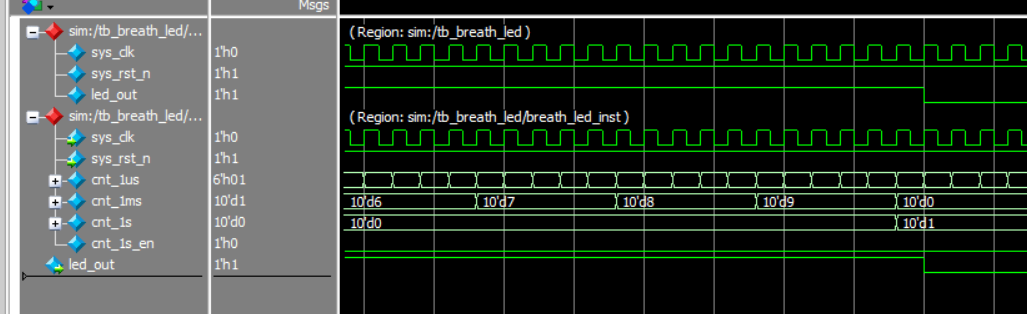 Msgs
sim:/tb_breath_led/... (Region: sim:/tb_breath_led)
sys_clk 1'h0
sys_rst_n 1'h1
led_out 1'h1
sim:/tb_breath_led/... (Region: sim:/tb_breath_led/breath_led_inst)
sys_clk 1'h0
sys_rst_n 1'h1
cnt_1us 6'h01
cnt_1ms 10'd1 10'd6 10'd7 10'd8 10'd9 10'd0
cnt_1s 10'd0 10'd0 10'd1
cnt_1s_en 1'h0
led_out 1'h1